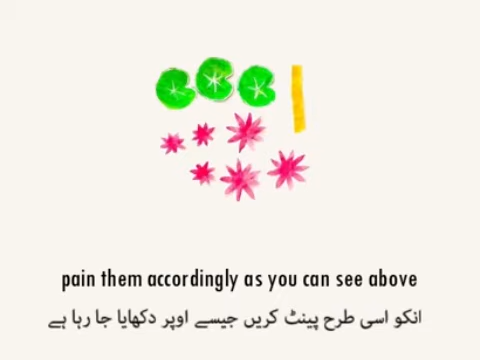 pain them accordingly as you can see above
انکو اسی طرح پینٹ کریں جیسے اوپر دکھایا جا رہا ہے